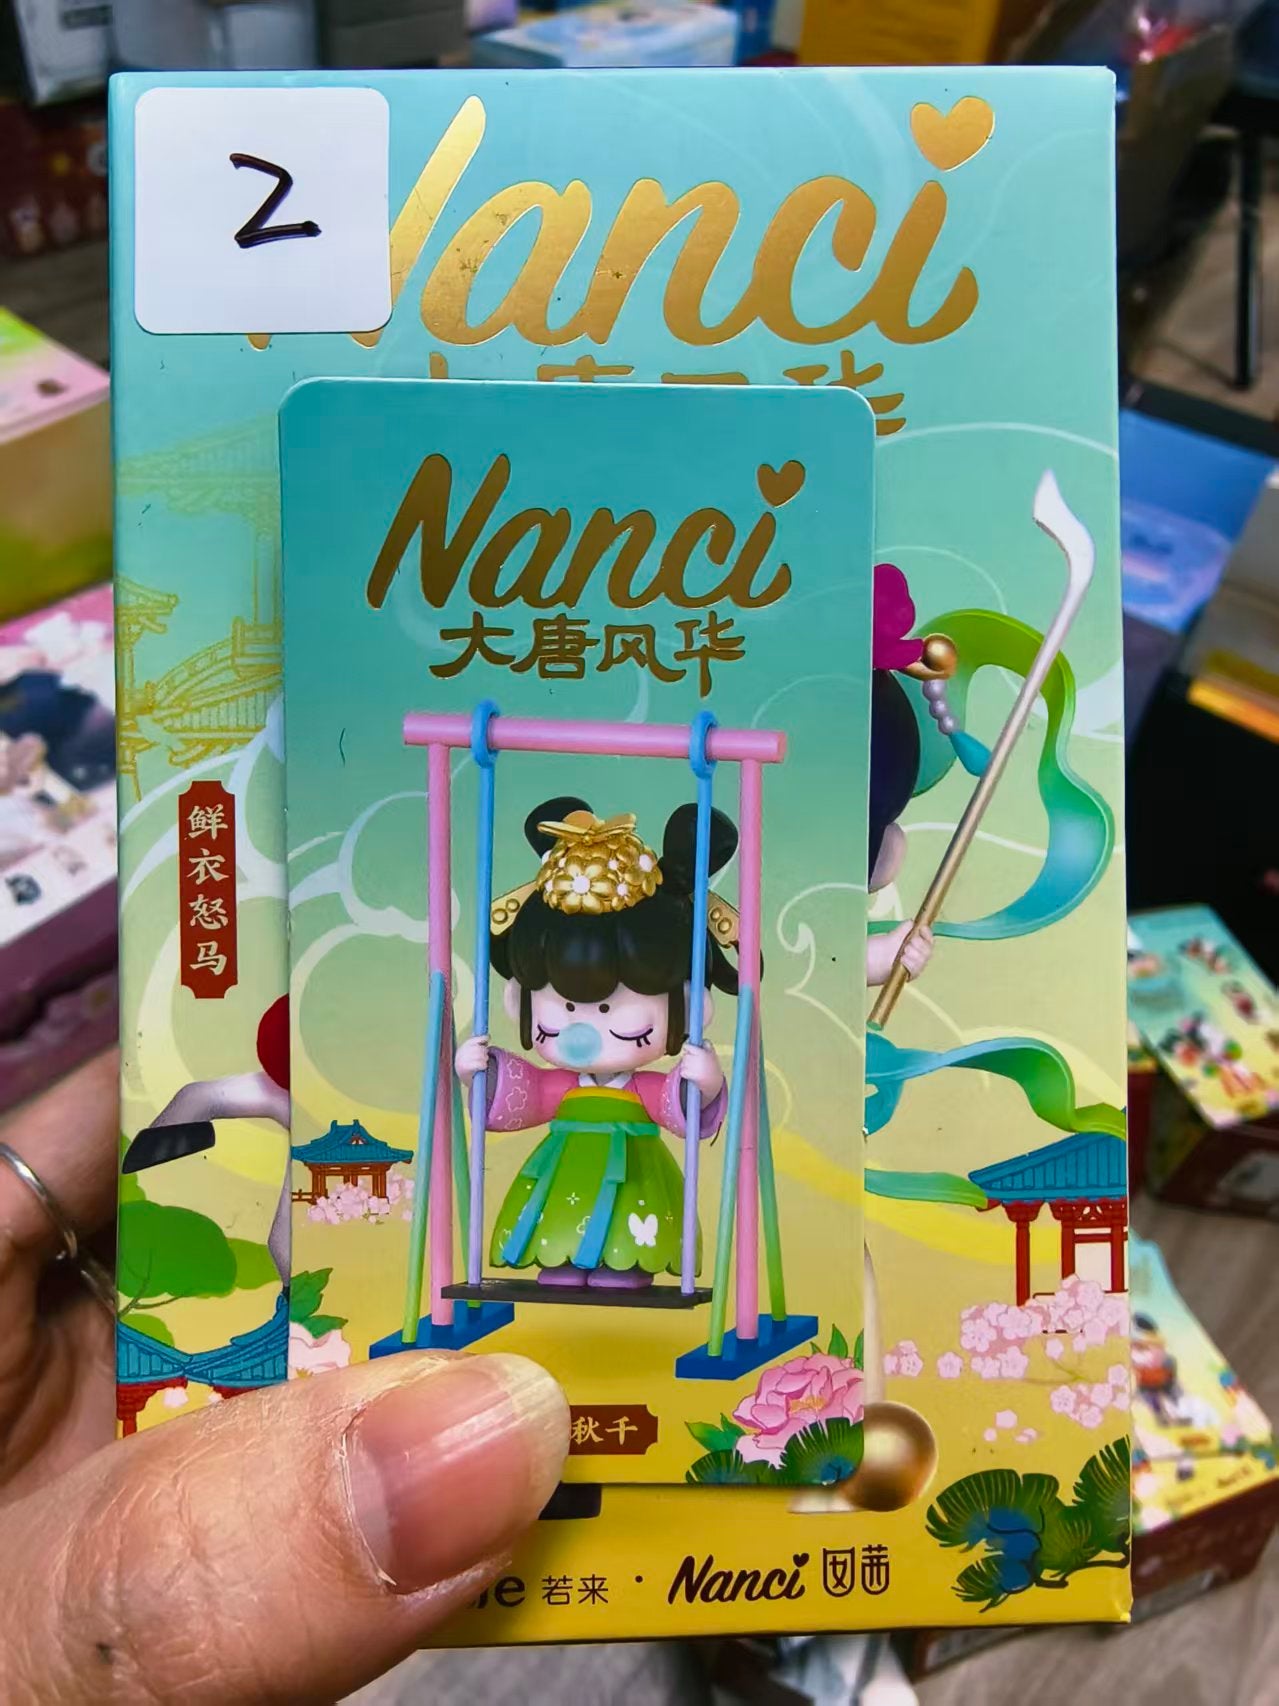 2
Nanci
Nanci
大唐风华
鲜衣怒马
秋千
若来 · Nanci 囡茜